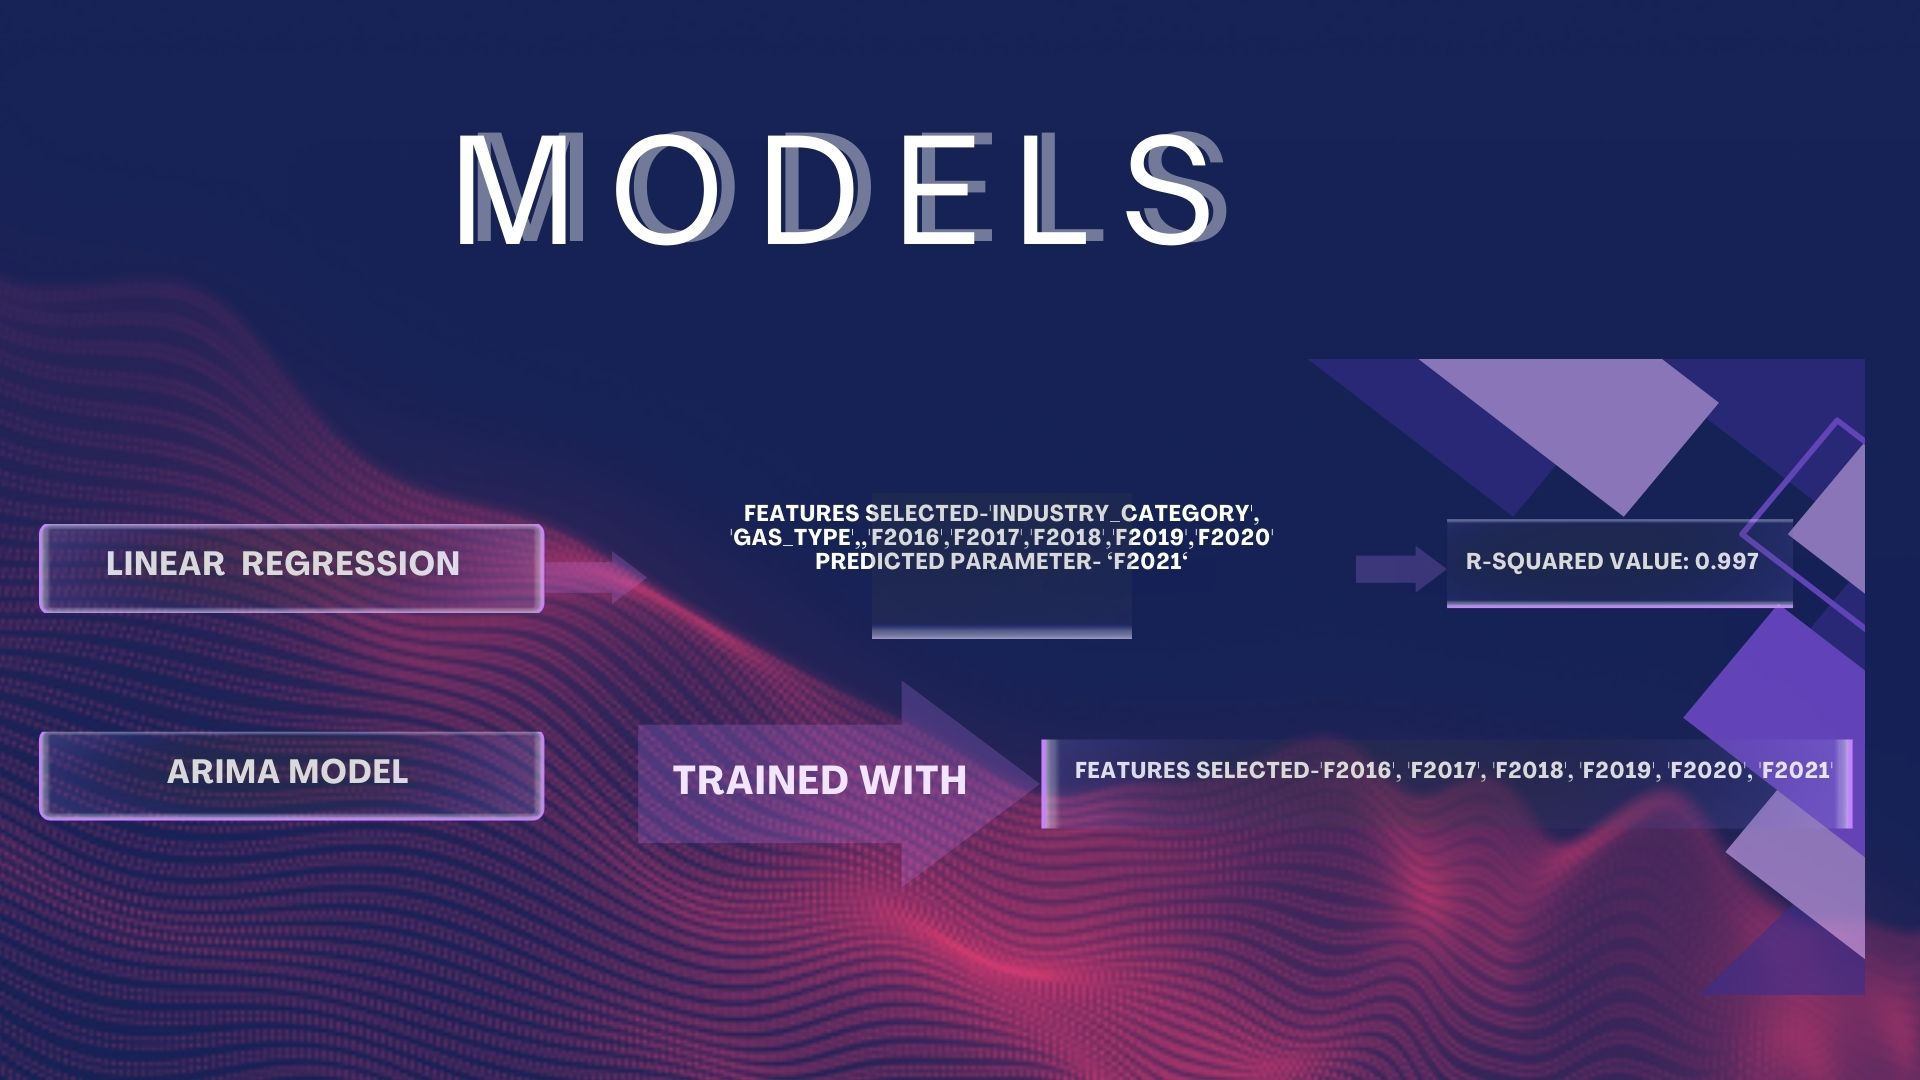 MODELS
LINEAR REGRESSION
FEATURES SELECTED-'INDUSTRY_CATEGORY',
'GAS_TYPE',,'F2016','F2017','F2018','F2019','F2020'
PREDICTED PARAMETER- ‘F2021‘
R-SQUARED VALUE: 0.997
ARIMA MODEL
TRAINED WITH
FEATURES SELECTED-'F2016', 'F2017', 'F2018', 'F2019', 'F2020', 'F2021'